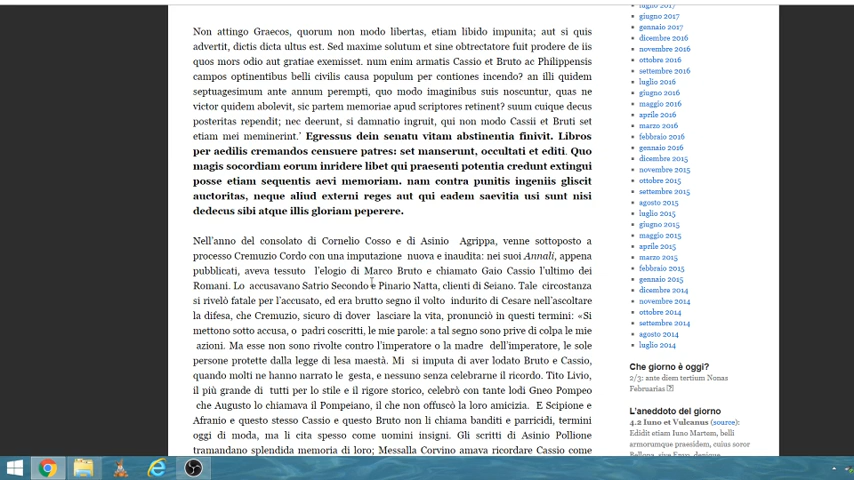 Non attingo Graecos, quorum non modo libertas, etiam libido impunita; aut si quis
advertit, dictis dicta ultus est. Sed maxime solutum et sine obtrectatore fuit prodere de iis
quos mors odio aut gratiae exemisset. num enim armatis Cassio et Bruto ac Philippensis
campos optinentibus belli civilis causa populum per contiones incendo? an illi quidem
septuagesimum ante annum perempti, quo modo imaginibus suis noscuntur, quas ne
victor quidem abolevit, sic partem memoriae apud scriptores retinent? suum cuique decus
posteritas rependit; nec deerunt, si damnatio ingruit, qui non modo Cassii et Bruti set
etiam mei meminerint.' Egressus dein senatu vitam abstinentia finivit. Libros
per aedilis cremandos censuere patres: set manserunt, occultati et editi. Quo
magis socordiam eorum inridere libet qui praesenti potentia credunt extingui
posse etiam sequentis aevi memoriam. nam contra punitis ingeniis gliscit
auctoritas, neque aliud externi reges aut qui eadem saevitia usi sunt nisi
dedecus sibi atque illis gloriam peperere.
Nell'anno del consolato di Cornelio Cosso e di Asinio Agrippa, venne sottoposto a
processo Cremuzio Cordo con una imputazione nuova e inaudita: nei suoi Annali, appena
pubblicati, aveva tessuto l'elogio di Marco Bruto e chiamato Gaio Cassio l'ultimo dei
Romani. Lo accusavano Satrio Secondo e Pinario Natta, clienti di Seiano. Tale circostanza
si rivelò fatale per l'accusato, ed era brutto segno il volto indurito di Cesare nell'ascoltare
la difesa, che Cremuzio, sicuro di dover lasciare la vita, pronunciò in questi termini: «Si
mettono sotto accusa, o padri coscritti, le mie parole: a tal segno sono prive di colpa le mie
azioni. Ma esse non sono rivolte contro l'imperatore o la madre dell'imperatore, le sole
persone protette dalla legge di lesa maestà. Mi si imputa di aver lodato Bruto e Cassio,
quando molti ne hanno narrato le gesta, e nessuno senza celebrarne il ricordo. Tito Livio,
il più grande di tutti per lo stile e il rigore storico, celebrò con tante lodi Gneo Pompeo
che Augusto lo chiamava il Pompeiano, il che non offuscò la loro amicizia. E Scipione e
Afranio e questo stesso Cassio e questo Bruto non li chiama banditi e parricidi, termini
oggi di moda, ma li cita spesso come uomini insigni. Gli scritti di Asinio Pollione
tramandano splendida memoria di loro; Messalla Corvino amava ricordare Cassio come
luglio 2017
giugno 2017
gennaio 2017
dicembre 2016
novembre 2016
ottobre 2016
settembre 2016
luglio 2016
giugno 2016
maggio 2016
aprile 2016
marzo 2016
febbraio 2016
gennaio 2016
dicembre 2015
novembre 2015
ottobre 2015
settembre 2015
agosto 2015
luglio 2015
giugno 2015
maggio 2015
aprile 2015
marzo 2015
febbraio 2015
gennaio 2015
dicembre 2014
novembre 2014
ottobre 2014
settembre 2014
agosto 2014
luglio 2014
Che giorno è oggi?
2/3: ante diem tertium Nonas
Februarias [?]
L'aneddoto del giorno
4.2 Iuno et Vulcanus (source):
Edidit etiam Iuno Martem, belli
armorumque praesidem, cuius soror
Bellona, sive Enyo, denique